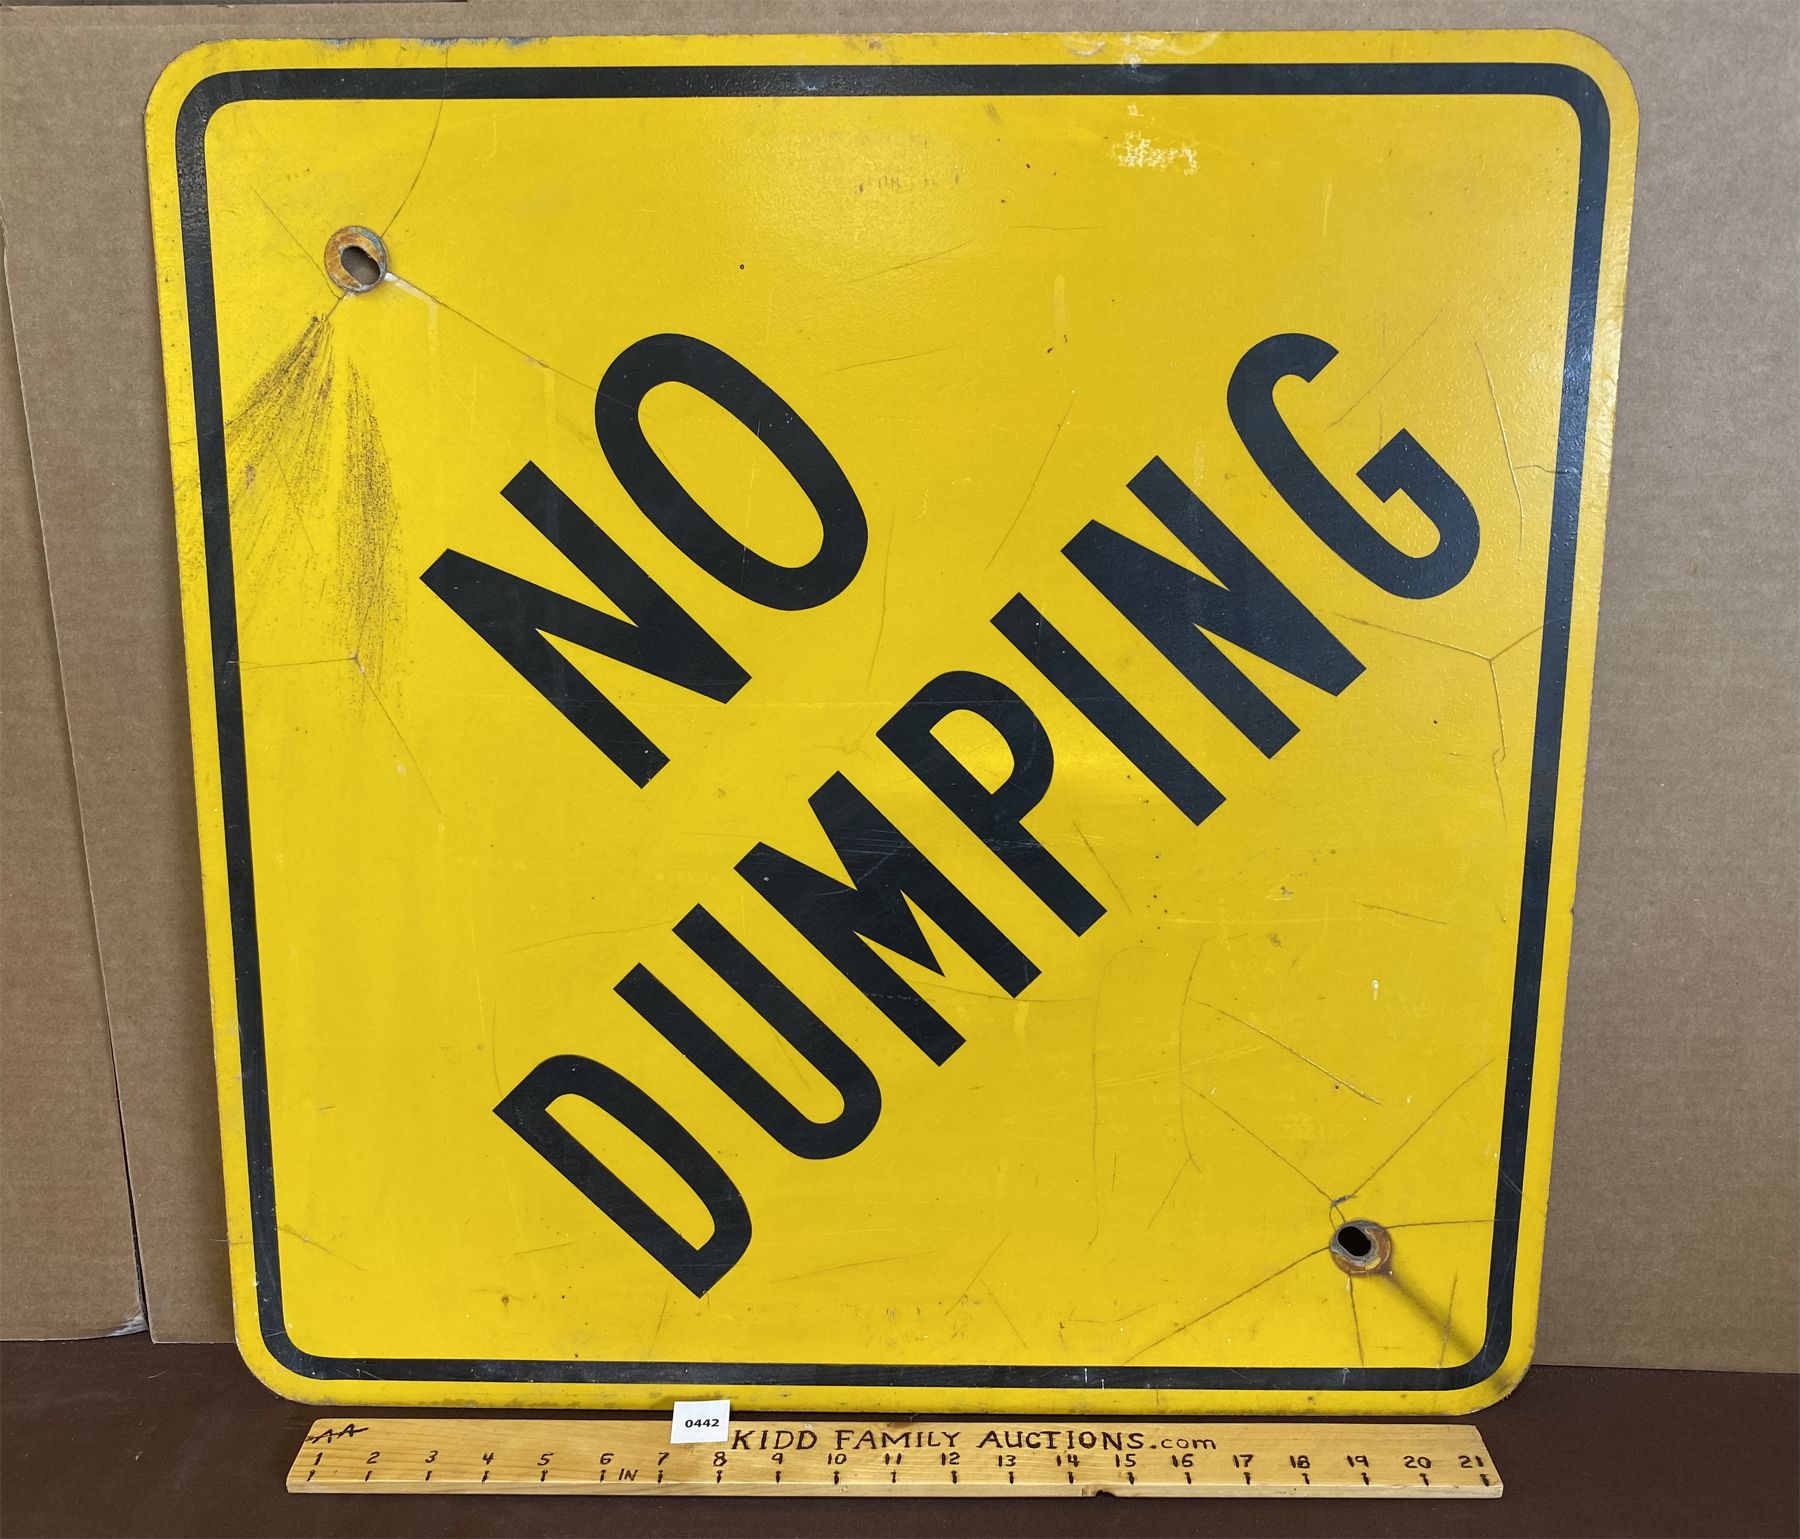 NO
DUMPING
0442
AA
KIDD FAMILY AUCTIONS.com
1 2 3 4 5 6 IN 7 8 9 10 11 12 13 14 15 16 17 18 19 20 21